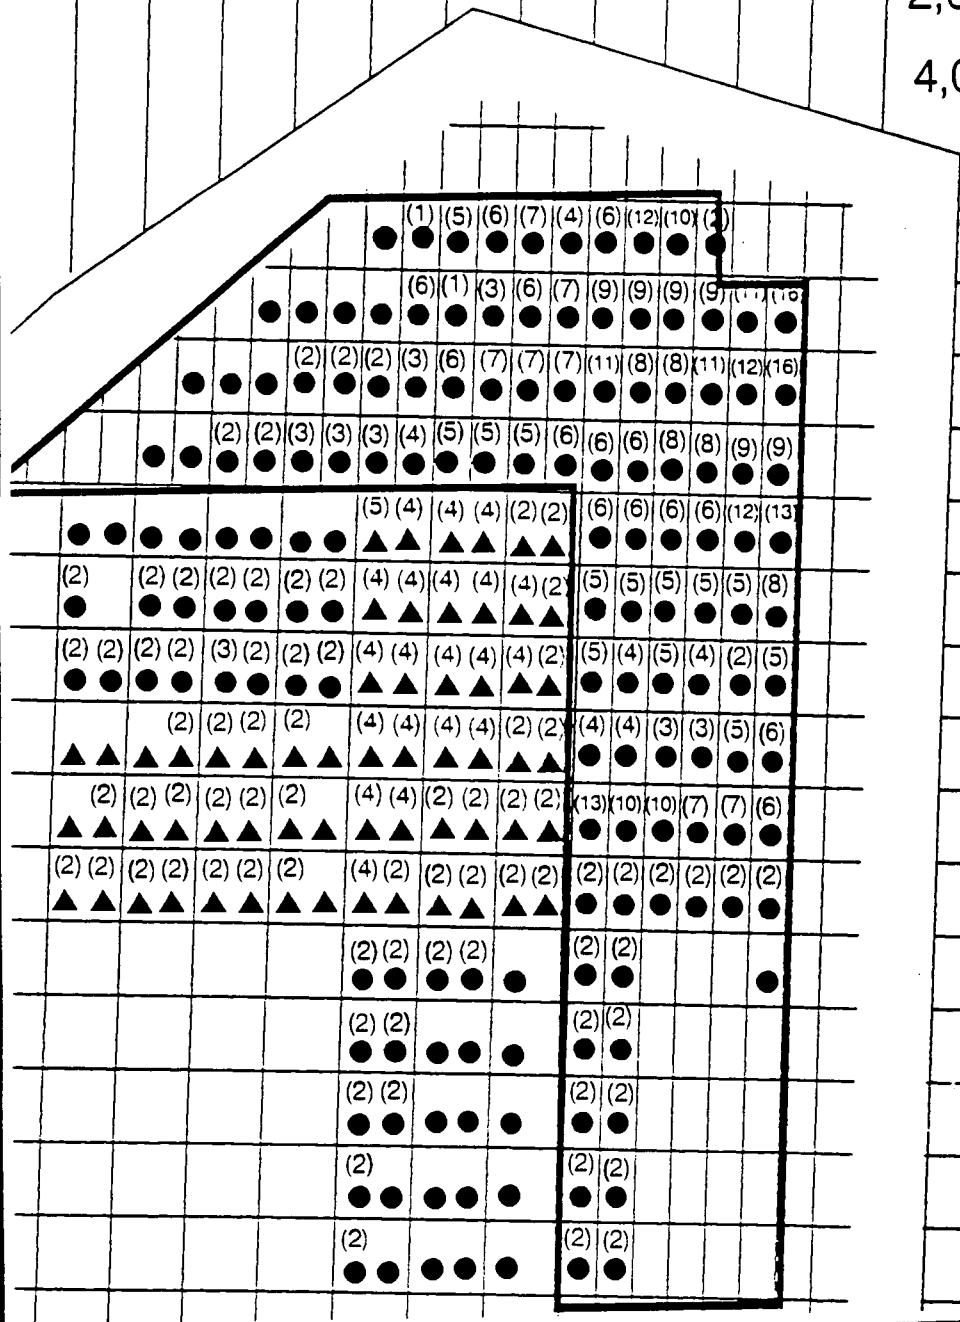 4,0
(1) (5) (6) (7) (4) (6) (12) (10) (2)
(6) (1) (3) (6) (7) (9) (9) (9) (9) (11) (16)
(2) (2) (2) (3) (6) (7) (7) (7) (11) (8) (8) (11) (12) (16)
(2) (2) (3) (3) (3) (4) (5) (5) (5) (6) (6) (6) (8) (8) (9) (9)
(5) (4) (4) (4) (2) (2) (6) (6) (6) (6) (12) (13)
(2) (2) (2) (2) (2) (2) (2) (4) (4) (4) (4) (4) (2) (5) (5) (5) (5) (5) (8)
(2) (2) (2) (2) (3) (2) (2) (2) (4) (4) (4) (4) (4) (2) (5) (4) (5) (4) (2) (5)
(2) (2) (2) (2) (4) (4) (4) (4) (2) (2) (4) (4) (3) (3) (5) (6)
(2) (2) (2) (2) (2) (2) (4) (4) (2) (2) (2) (2) (13) (10) (10) (7) (7) (6)
(2) (2) (2) (2) (2) (2) (2) (4) (2) (2) (2) (2) (2) (2) (2) (2) (2) (2) (2)
(2) (2) (2) (2) (2) (2)
(2) (2) (2) (2)
(2) (2) (2) (2)
(2) (2) (2)
(2) (2) (2)